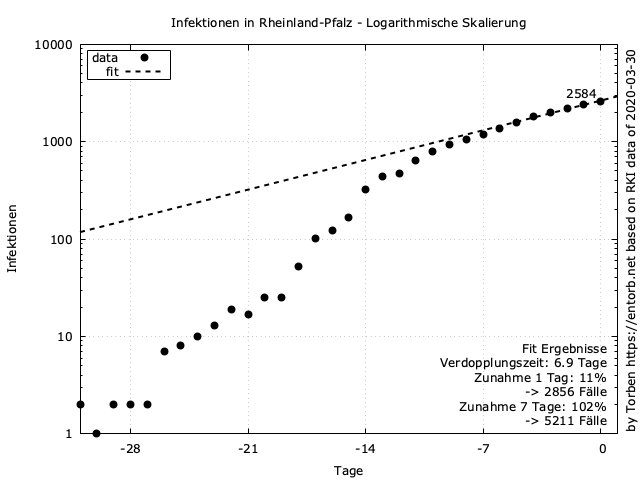 Infektionen in Rheinland-Pfalz - Logarithmische Skalierung
10000
1000
100
10
1
data
fit
2584
Infektionen
Fit Ergebnisse
Verdopplungszeit: 6.9 Tage
Zunahme 1 Tag: 11%
-> 2856 Fälle
Zunahme 7 Tage: 102%
-> 5211 Fälle
-28 -21 -14 -7 0
Tage
by Torben https://entorb.net based on RKI data of 2020-03-30